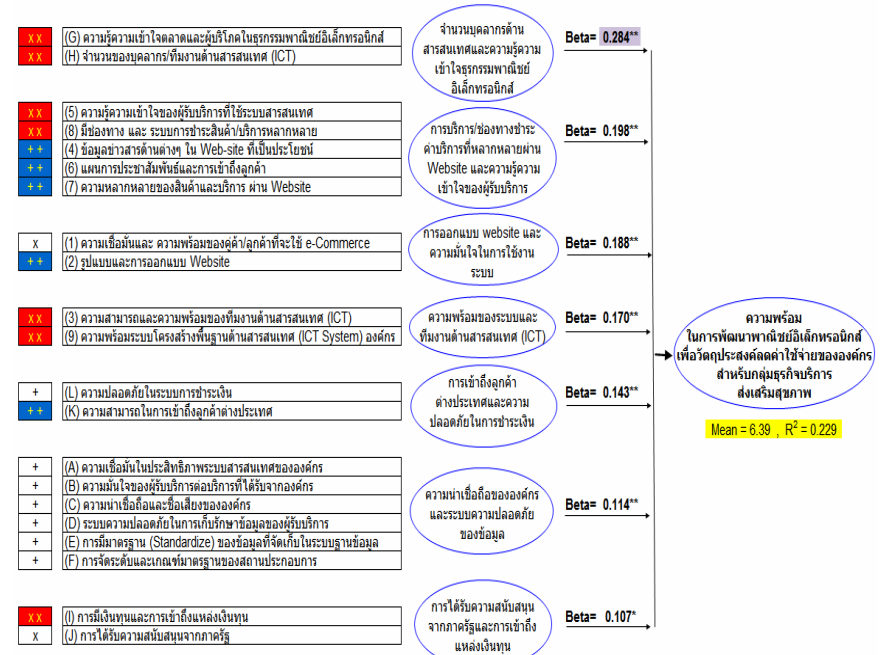 x x (G) ความรู้ความเข้าใจตลาดและผู้บริโภคในธุรกรรมพาณิชย์อิเล็กทรอนิกส์
x x (H) จำนวนของบุคลากร/ทีมงานด้านสารสนเทศ (ICT)
จำนวนบุคลากรด้าน
สารสนเทศและความรู้ความ
เข้าใจธุรกรรมพาณิชย์
อิเล็กทรอนิกส์
Beta= 0.284**
x x (5) ความรู้ความเข้าใจของผู้รับบริการที่ใช้ระบบสารสนเทศ
x x (8) มีช่องทาง และ ระบบการชำระสินค้า/บริการหลากหลาย
+ + (4) ข้อมูลข่าวสารด้านต่างๆ ใน Web-site ที่เป็นประโยชน์
+ + (6) แผนการประชาสัมพันธ์และการเข้าถึงลูกค้า
+ + (7) ความหลากหลายของสินค้าและบริการ ผ่าน Website
การบริการ/ช่องทางชำระ
ค่าบริการที่หลากหลายผ่าน
Website และความรู้ความ
เข้าใจของผู้รับบริการ
Beta= 0.198**
x (1) ความเชื่อมั่นและ ความพร้อมของคู่ค้า/ลูกค้าที่จะใช้ e-Commerce
+ + (2) รูปแบบและการออกแบบ Website
การออกแบบ website และ
ความมั่นใจในการใช้งาน
ระบบ
Beta= 0.188**
x x (3) ความสามารถและความพร้อมของทีมงานด้านสารสนเทศ (ICT)
x x (9) ความพร้อมระบบโครงสร้างพื้นฐานด้านสารสนเทศ (ICT System) องค์กร
ความพร้อมของระบบและ
ทีมงานด้านสารสนเทศ (ICT)
Beta= 0.170**
+ (L) ความปลอดภัยในระบบการชำระเงิน
+ + (K) ความสามารถในการเข้าถึงลูกค้าต่างประเทศ
การเข้าถึงลูกค้า
ต่างประเทศและความ
ปลอดภัยในการชำระเงิน
Beta= 0.143**
+ (A) ความเชื่อมั่นในประสิทธิภาพระบบสารสนเทศขององค์กร
+ (B) ความมั่นใจของผู้รับบริการต่อบริการที่ได้รับจากองค์กร
+ (C) ความน่าเชื่อถือและชื่อเสียงขององค์กร
+ (D) ระบบความปลอดภัยในการเก็บรักษาข้อมูลของผู้รับบริการ
+ (E) การมีมาตรฐาน (Standardize) ของข้อมูลที่จัดเก็บในระบบฐานข้อมูล
+ (F) การจัดระดับและเกณฑ์มาตรฐานของสถานประกอบการ
ความน่าเชื่อถือขององค์กร
และระบบความปลอดภัย
ของข้อมูล
Beta= 0.114**
x x (I) การมีเงินทุนและการเข้าถึงแหล่งเงินทุน
x (J) การได้รับความสนับสนุนจากภาครัฐ
การได้รับความสนับสนุน
จากภาครัฐและการเข้าถึง
แหล่งเงินทุน
Beta= 0.107*
ความพร้อม
ในการพัฒนาพาณิชย์อิเล็กทรอนิกส์
เพื่อวัตถุประสงค์ลดค่าใช้จ่ายขององค์กร
สำหรับกลุ่มธุรกิจบริการ
ส่งเสริมสุขภาพ
Mean = 6.39 , R² = 0.229